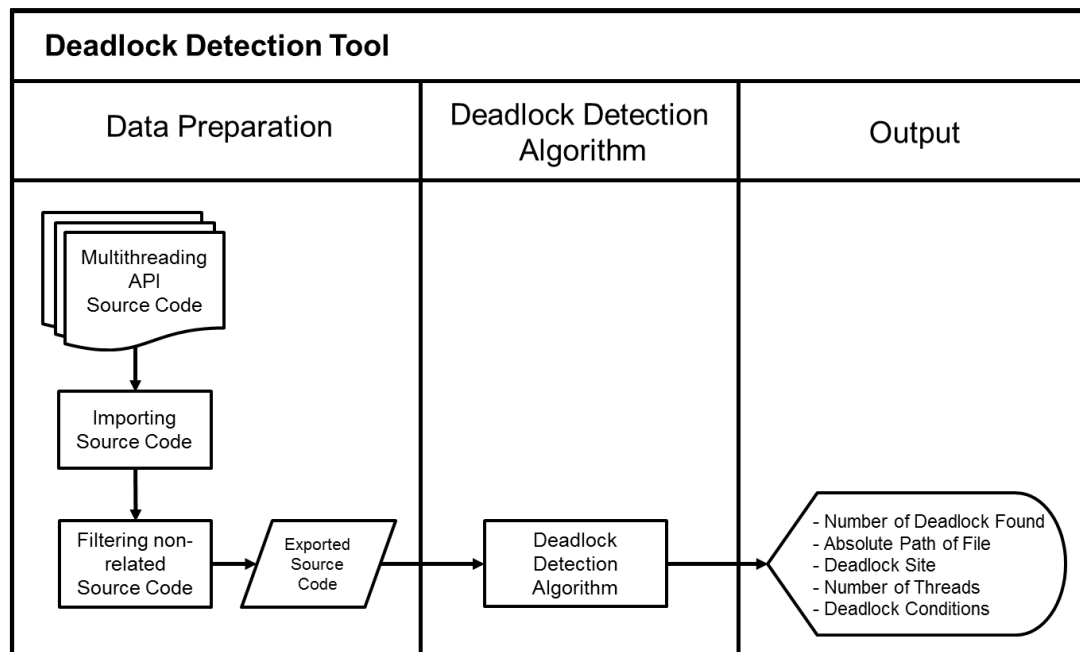 Deadlock Detection Tool
Data Preparation
Deadlock Detection
Algorithm
Output
Multithreading
API
Source Code
Importing
Source Code
Filtering non-
related
Source Code
Exported
Source
Code
Deadlock
Detection
Algorithm
- Number of Deadlock Found
- Absolute Path of File
- Deadlock Site
- Number of Threads
- Deadlock Conditions